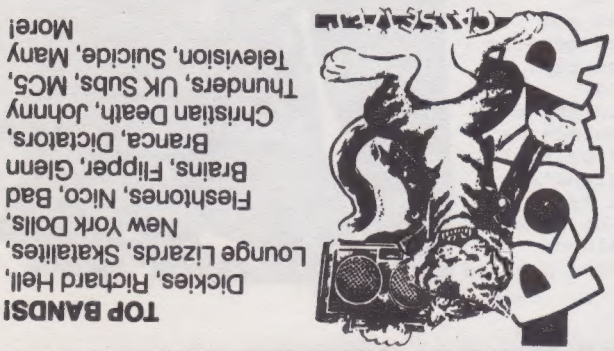 TOP BANDS!
Dickies, Richard Hell,
Lounge Lizards, Skatalites,
New York Dolls,
Fleshtones, Nico, Bad
Brains, Flipper, Glenn
Branca, Dictators,
Christian Death, Johnny
Thunders, UK Subs, MC5,
Television, Suicide, Many
More!
ROIR